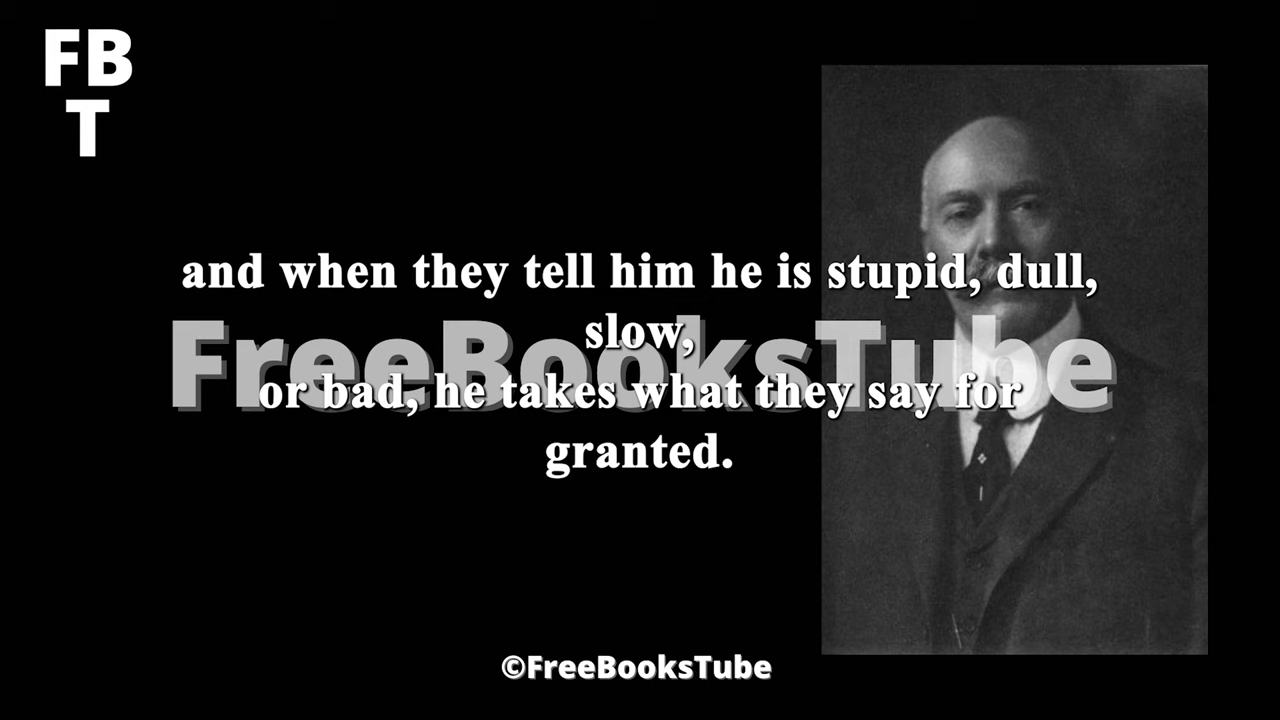 FB
T
and when they tell him he is stupid, dull,
slow,
FreeBooksTube
or bad, he takes what they say for
granted.
©FreeBooksTube